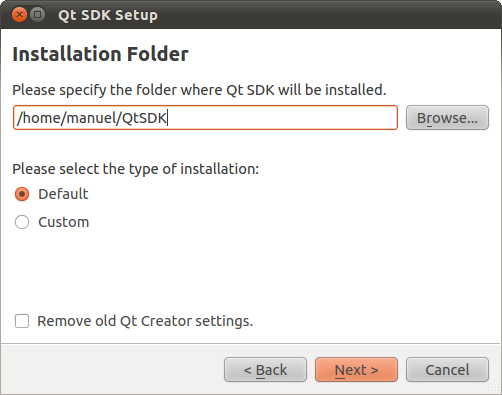 Qt SDK Setup
Installation Folder
Please specify the folder where Qt SDK will be installed.
/home/manuel/QtSDK
Browse...
Please select the type of installation:
Default
Custom
Remove old Qt Creator settings.
< Back
Next >
Cancel